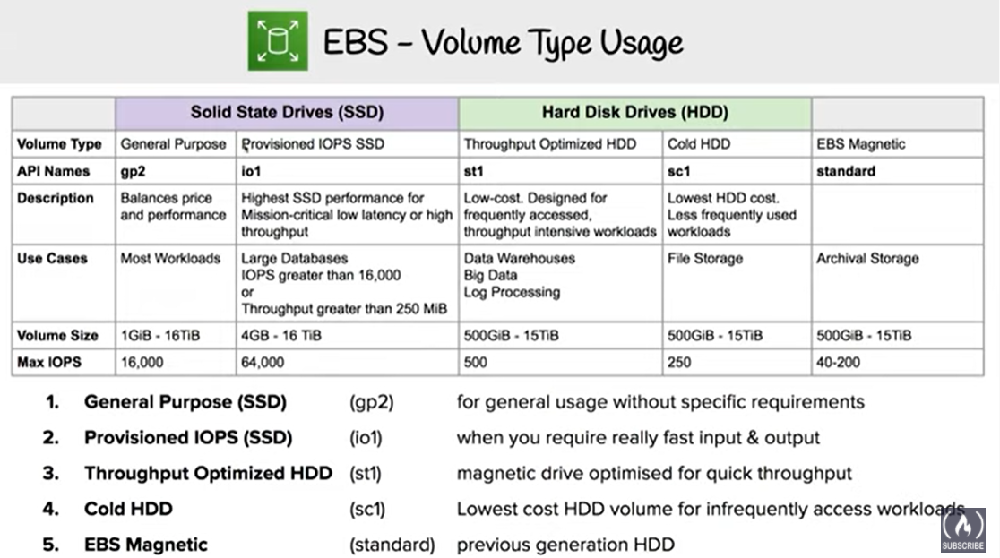 EBS – Volume Type Usage
Solid State Drives (SSD) Hard Disk Drives (HDD)
Volume Type General Purpose Provisioned IOPS SSD Throughput Optimized HDD Cold HDD EBS Magnetic
API Names gp2 io1 st1 sc1 standard
Description Balances price Highest SSD performance for Low-cost. Designed for Lowest HDD cost.
and performance Mission-critical low latency or high frequently accessed, Less frequently used
throughput throughput intensive workloads workloads
Use Cases Most Workloads Large Databases Data Warehouses File Storage Archival Storage
IOPS greater than 16,000 Big Data
or Log Processing
Throughput greater than 250 MiB
Volume Size 1GiB - 16TiB 4GB - 16 TiB 500GiB - 15TiB 500GiB - 15TiB 500GiB - 15TiB
Max IOPS 16,000 64,000 500 250 40-200
1. General Purpose (SSD) (gp2) for general usage without specific requirements
2. Provisioned IOPS (SSD) (io1) when you require really fast input & output
3. Throughput Optimized HDD (st1) magnetic drive optimised for quick throughput
4. Cold HDD (sc1) Lowest cost HDD volume for infrequently access workloads
5. EBS Magnetic (standard) previous generation HDD
SUBSCRIBE